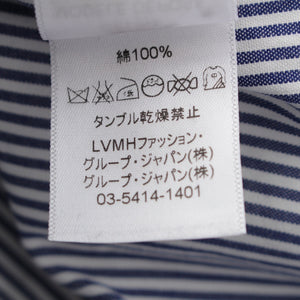 綿100%
タンブル乾燥禁止
LVMHファッション・
グループ・ジャパン(株)
グループ・ジャパン(株)
03-5414-1401